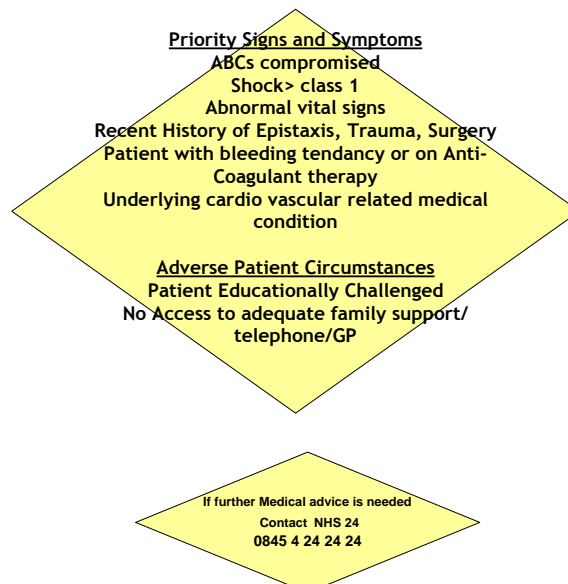 Priority Signs and Symptoms
ABCs compromised
Shock> class 1
Abnormal vital signs
Recent History of Epistaxis, Trauma, Surgery
Patient with bleeding tendancy or on Anti-
Coagulant therapy
Underlying cardio vascular related medical
condition
Adverse Patient Circumstances
Patient Educationally Challenged
No Access to adequate family support/
telephone/GP
If further Medical advice is needed
Contact NHS 24
0845 4 24 24 24